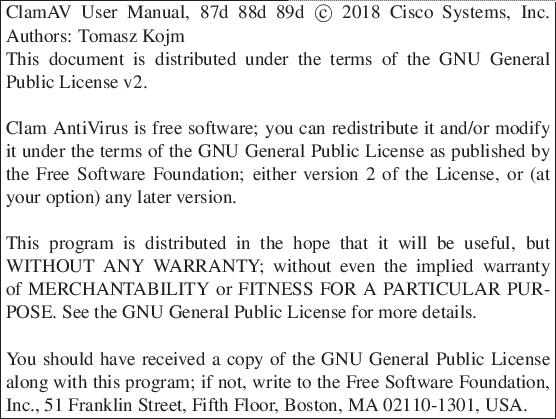 ClamAV User Manual, 87d 88d 89d © 2018 Cisco Systems, Inc.
Authors: Tomasz Kojm
This document is distributed under the terms of the GNU General
Public License v2.
Clam AntiVirus is free software; you can redistribute it and/or modify
it under the terms of the GNU General Public License as published by
the Free Software Foundation; either version 2 of the License, or (at
your option) any later version.
This program is distributed in the hope that it will be useful, but
WITHOUT ANY WARRANTY; without even the implied warranty
of MERCHANTABILITY or FITNESS FOR A PARTICULAR PUR-
POSE. See the GNU General Public License for more details.
You should have received a copy of the GNU General Public License
along with this program; if not, write to the Free Software Foundation,
Inc., 51 Franklin Street, Fifth Floor, Boston, MA 02110-1301, USA.